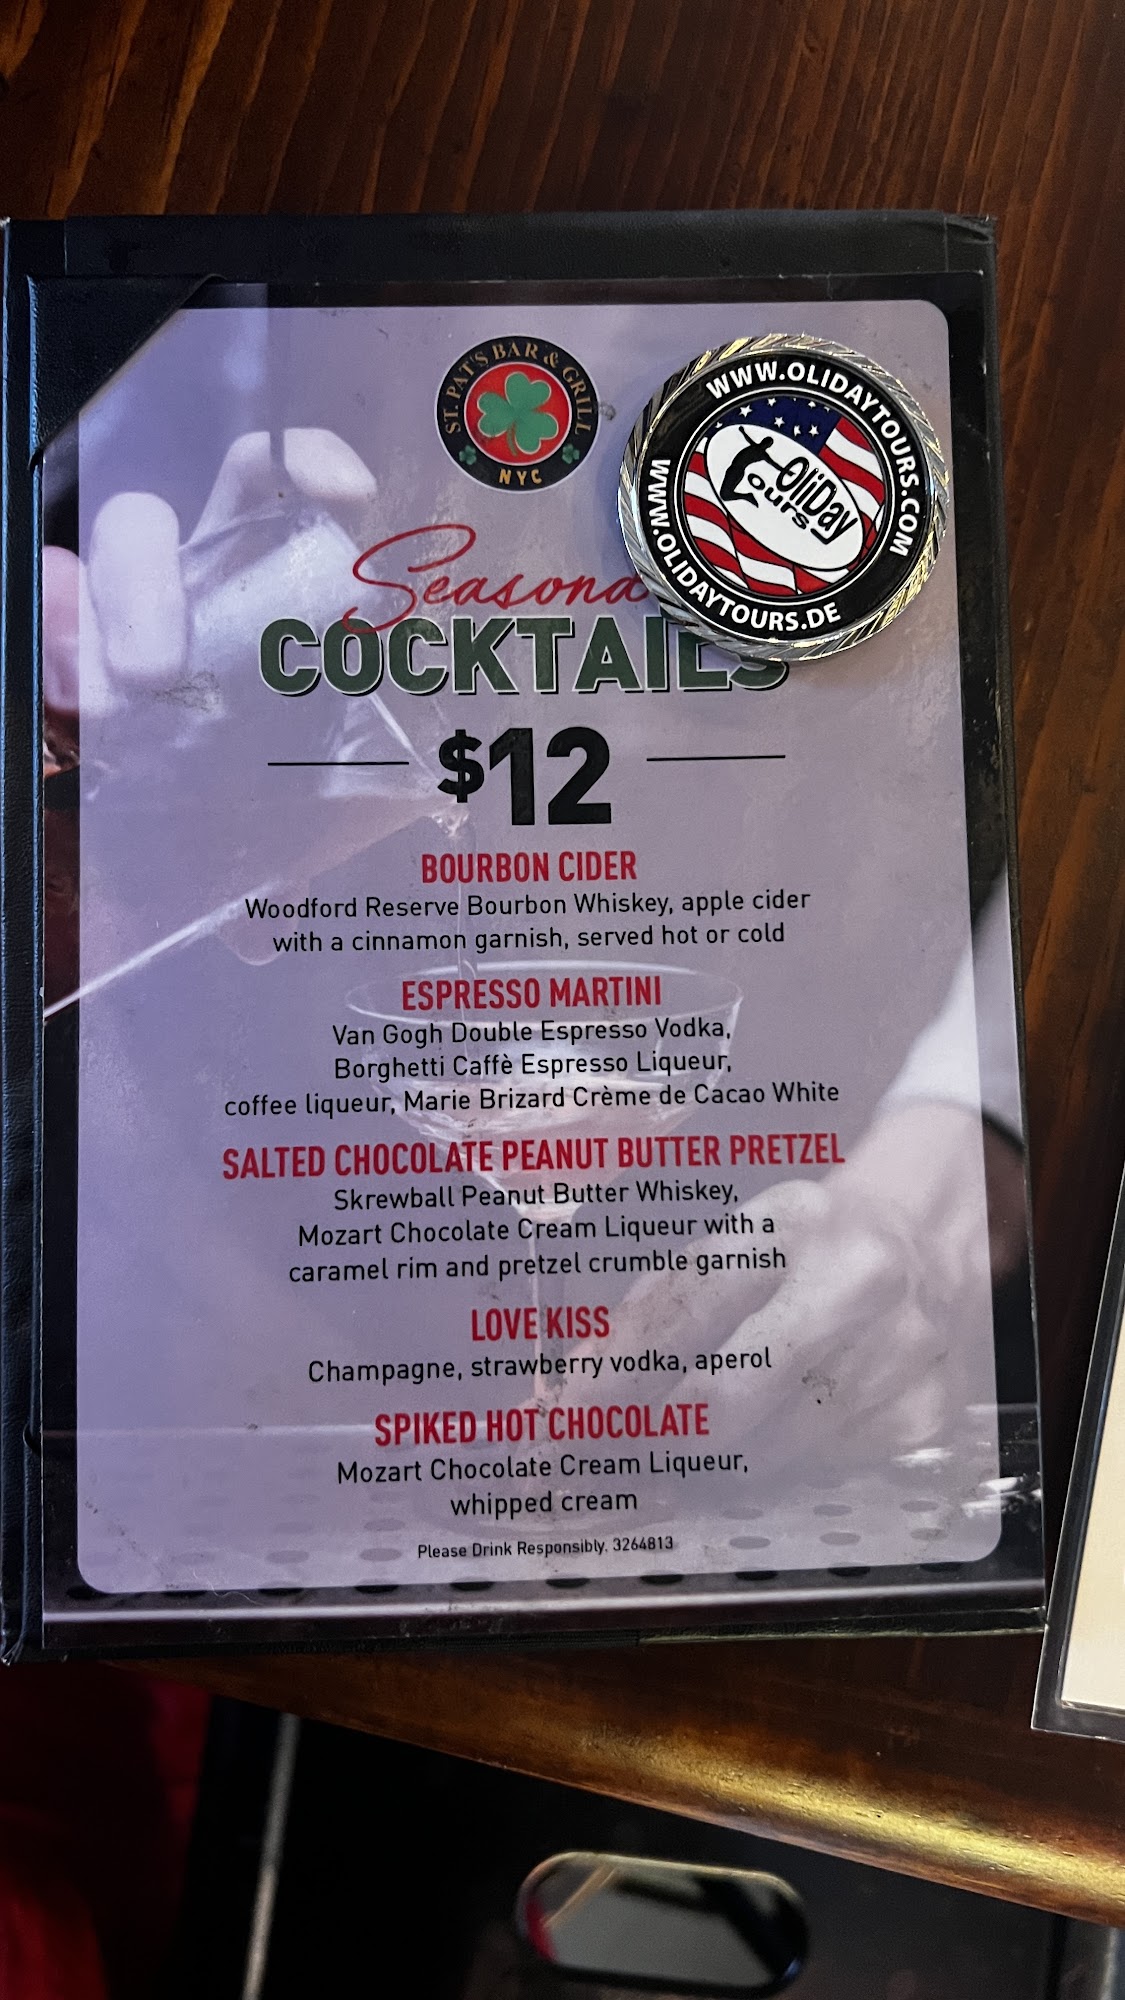 ST. PAT'S BAR & GRILL
NYC
WWW.OLIDAYTOURS.COM
OliDay
Tours
WWW.OLIDAYTOURS.DE
Seasona
COCKTAILS
$12
BOURBON CIDER
Woodford Reserve Bourbon Whiskey, apple cider
with a cinnamon garnish, served hot or cold
ESPRESSO MARTINI
Van Gogh Double Espresso Vodka,
Borghetti Caffè Espresso Liqueur,
coffee liqueur, Marie Brizard Crème de Cacao White
SALTED CHOCOLATE PEANUT BUTTER PRETZEL
Skrewball Peanut Butter Whiskey,
Mozart Chocolate Cream Liqueur with a
caramel rim and pretzel crumble garnish
LOVE KISS
Champagne, strawberry vodka, aperol
SPIKED HOT CHOCOLATE
Mozart Chocolate Cream Liqueur,
whipped cream
Please Drink Responsibly. 3264813